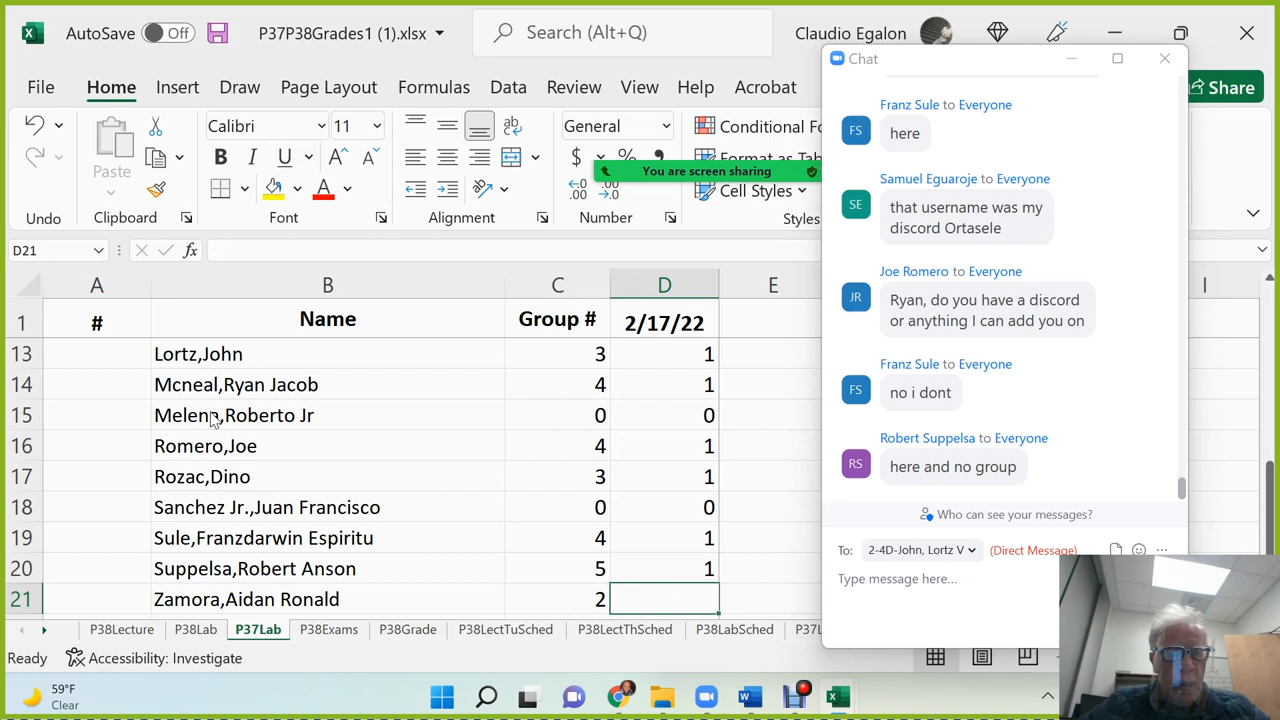 AutoSave Off P37P38Grades1 (1).xlsx Search (Alt+Q) Claudio Egalon
File Home Insert Draw Page Layout Formulas Data Review View Help Acrobat Share
Paste
Undo Clipboard
Calibri 11
B I U A A
A
Font
ab
Alignment
General
$ %
Number
Conditional Fo
Format as Tab
Cell Styles
Styles
You are screen sharing
D21 fx
A B C D E I
1 # Name Group # 2/17/22
13 Lortz,John 3 1
14 Mcneal,Ryan Jacob 4 1
15 Melena,Roberto Jr 0 0
16 Romero,Joe 4 1
17 Rozac,Dino 3 1
18 Sanchez Jr.,Juan Francisco 0 0
19 Sule,Franzdarwin Espiritu 4 1
20 Suppelsa,Robert Anson 5 1
21 Zamora,Aidan Ronald 2
P38Lecture P38Lab P37Lab P38Exams P38Grade P38LectTuSched P38LectThSched P38LabSched P37L
Ready Accessibility: Investigate
Chat
Franz Sule to Everyone
FS here
Samuel Eguaroje to Everyone
SE that username was my
discord Ortasele
Joe Romero to Everyone
JR Ryan, do you have a discord
or anything I can add you on
Franz Sule to Everyone
FS no i dont
Robert Suppelsa to Everyone
RS here and no group
Who can see your messages?
To: 2-4D-John, Lortz V (Direct Message)
Type message here...
59°F
Clear